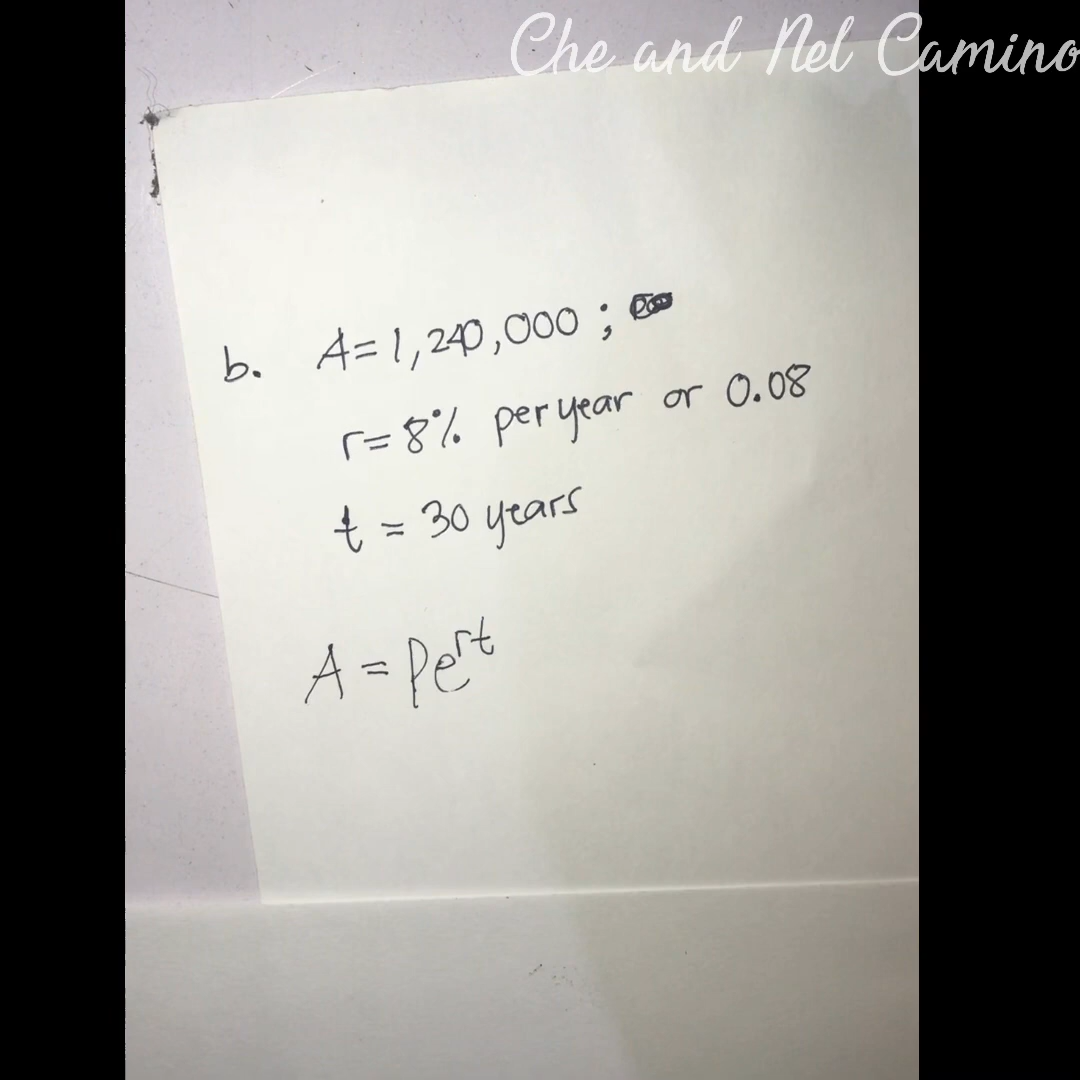 Che and Nel Camino
b. A=1,240,000 ;
r=8% per year or 0.08
t = 30 years
A = Pe^rt